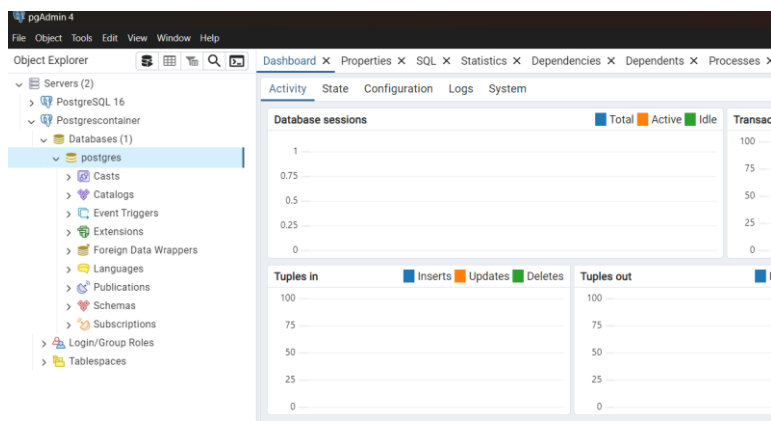 pgAdmin 4
File Object Tools Edit View Window Help
Object Explorer
Dashboard Properties SQL Statistics Dependencies Dependents Processes
Servers (2)
PostgreSQL 16
Postgrescontainer
Databases (1)
postgres
Casts
Catalogs
Event Triggers
Extensions
Foreign Data Wrappers
Languages
Publications
Schemas
Subscriptions
Login/Group Roles
Tablespaces
Activity State Configuration Logs System
Database sessions Total Active Idle
1
0.75
0.5
0.25
0
Transac
100
75
50
25
0
Tuples in Inserts Updates Deletes
100
75
50
25
0
Tuples out
100
75
50
25
0